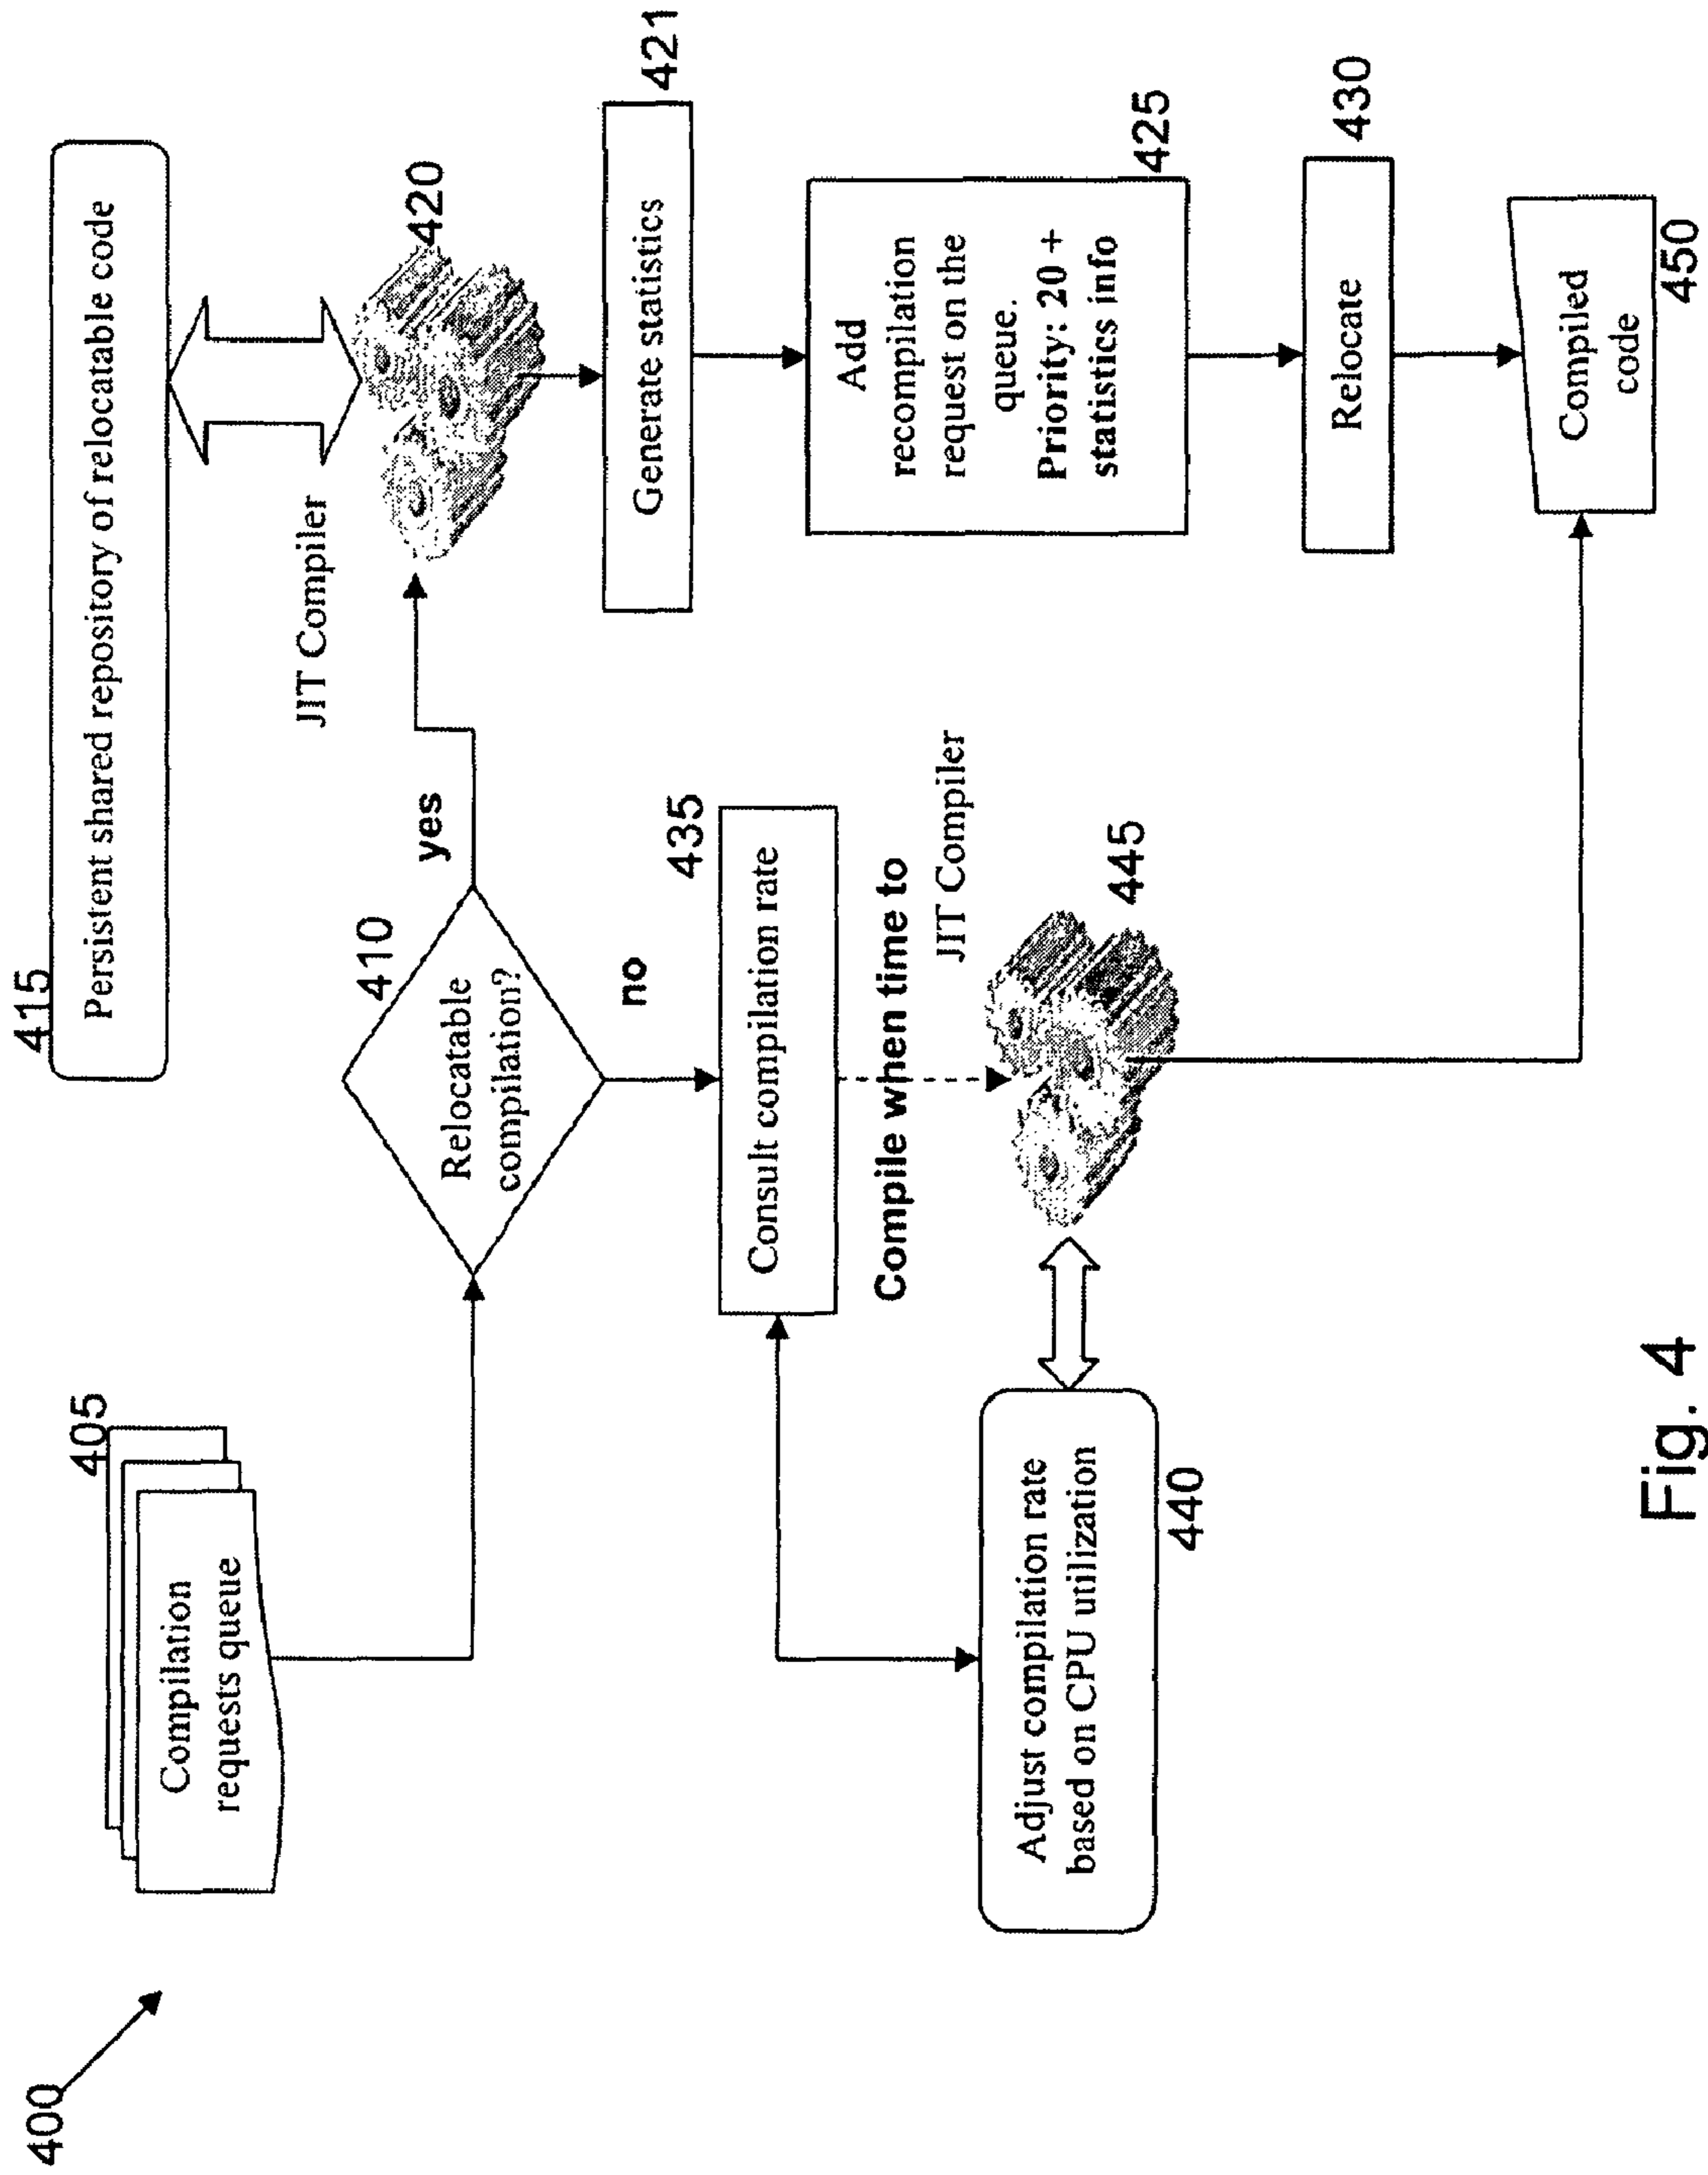 400
405
Compilation
requests queue
415
Persistent shared repository of relocatable code
410
Relocatable
compilation?
yes
no
JIT Compiler
420
Generate statistics
421
Add
recompilation
request on the
queue.
Priority: 20 +
statistics info
425
Relocate
430
Compiled
code
450
435
Consult compilation rate
Compile when time to
JIT Compiler
445
Adjust compilation rate
based on CPU utilization
440
Fig. 4